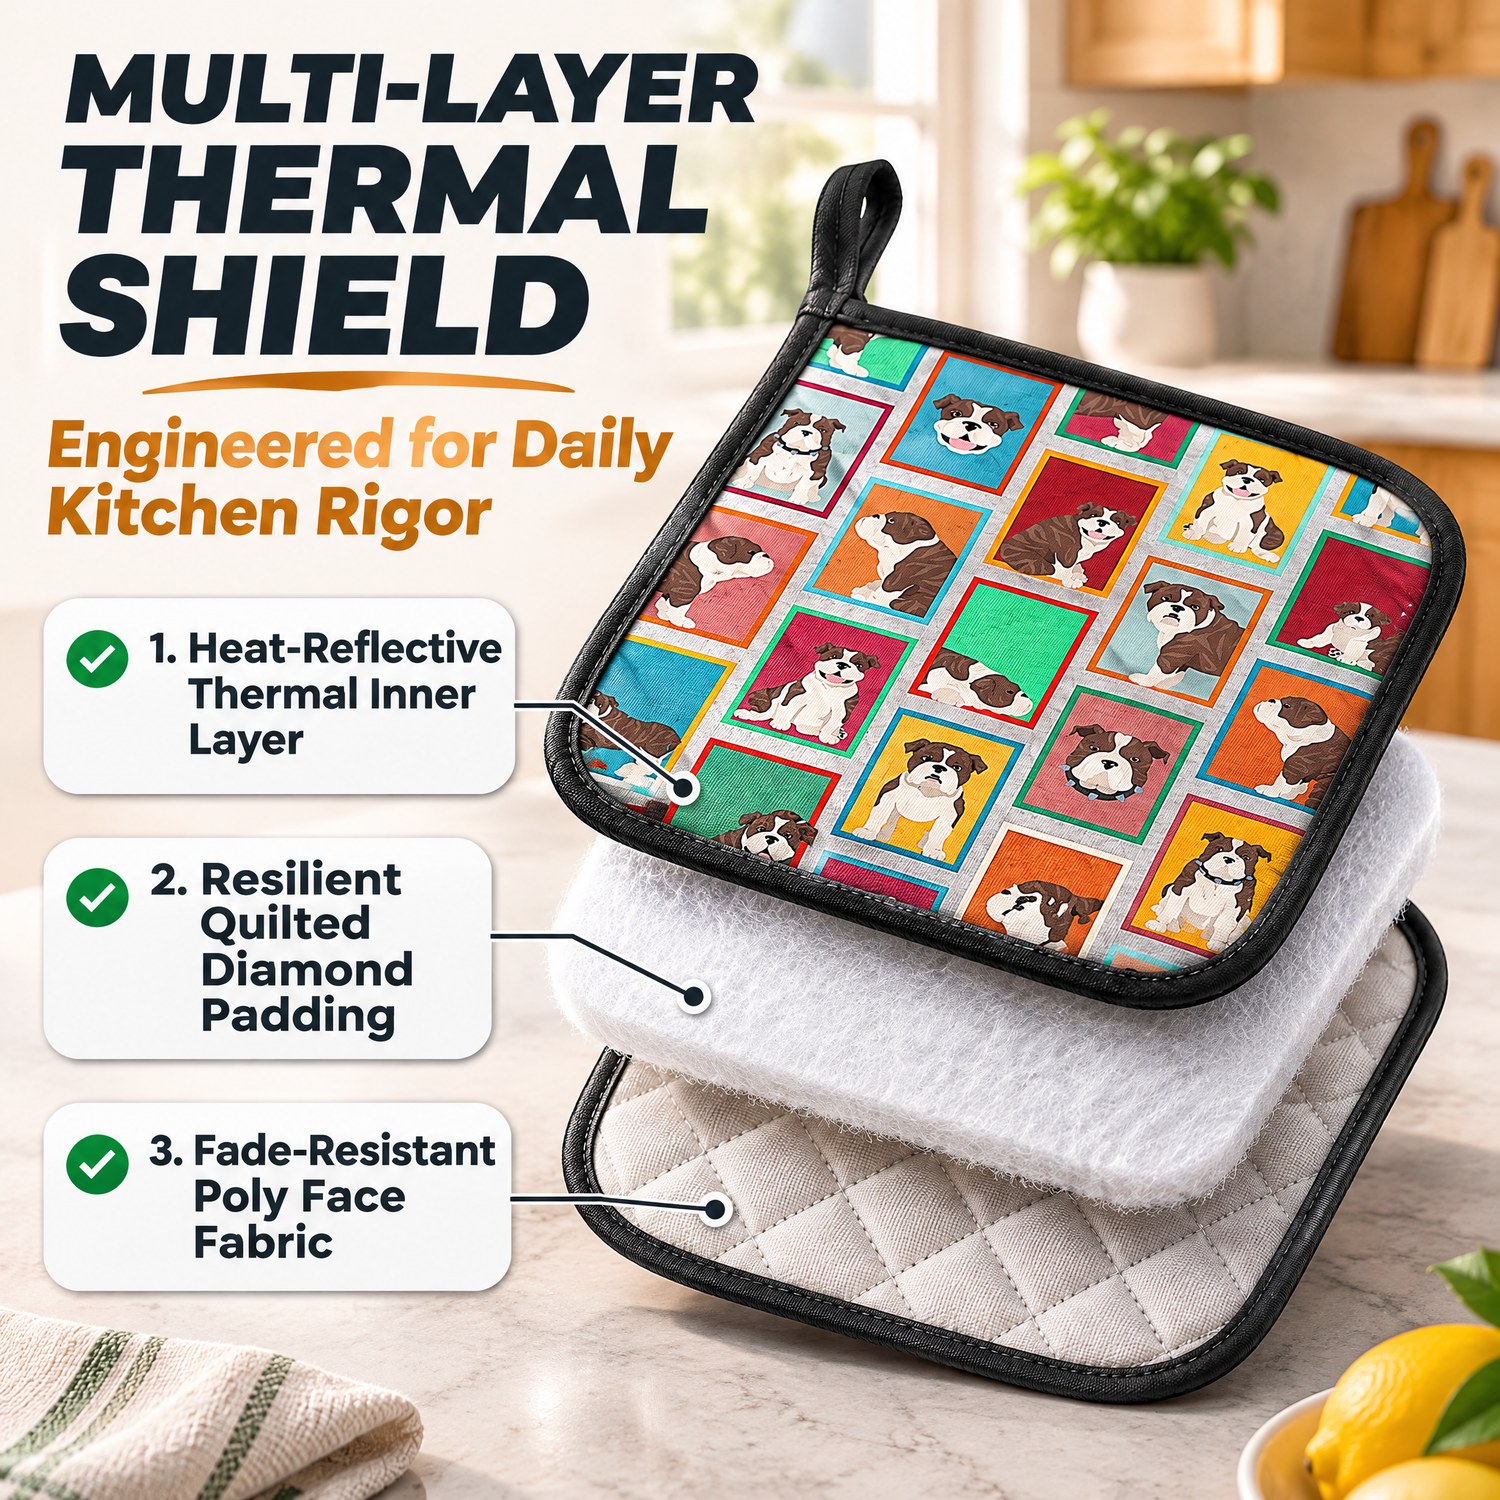 MULTI-LAYER
THERMAL
SHIELD
Engineered for Daily
Kitchen Rigor
1. Heat-Reflective
Thermal Inner
Layer
2. Resilient
Quilted
Diamond
Padding
3. Fade-Resistant
Poly Face
Fabric